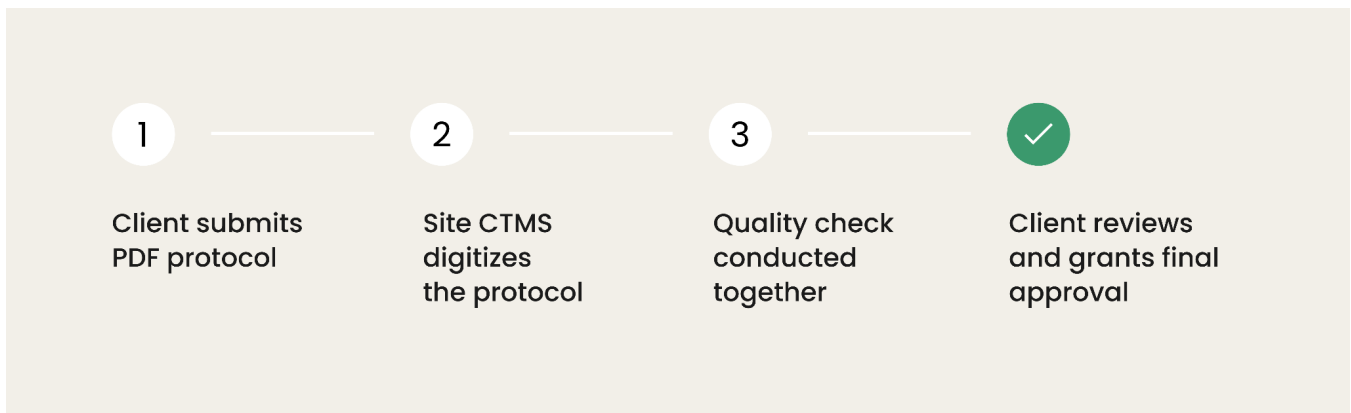 1
2
3
Client submits
PDF protocol
Site CTMS
digitizes
the protocol
Quality check
conducted
together
Client reviews
and grants final
approval